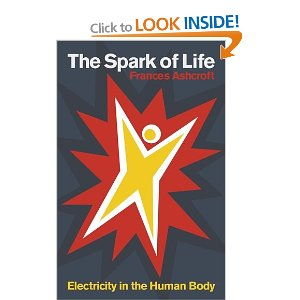 Click to
LOOK INSIDE!
The Spark of Life
Frances Ashcroft
Electricity in the Human Body